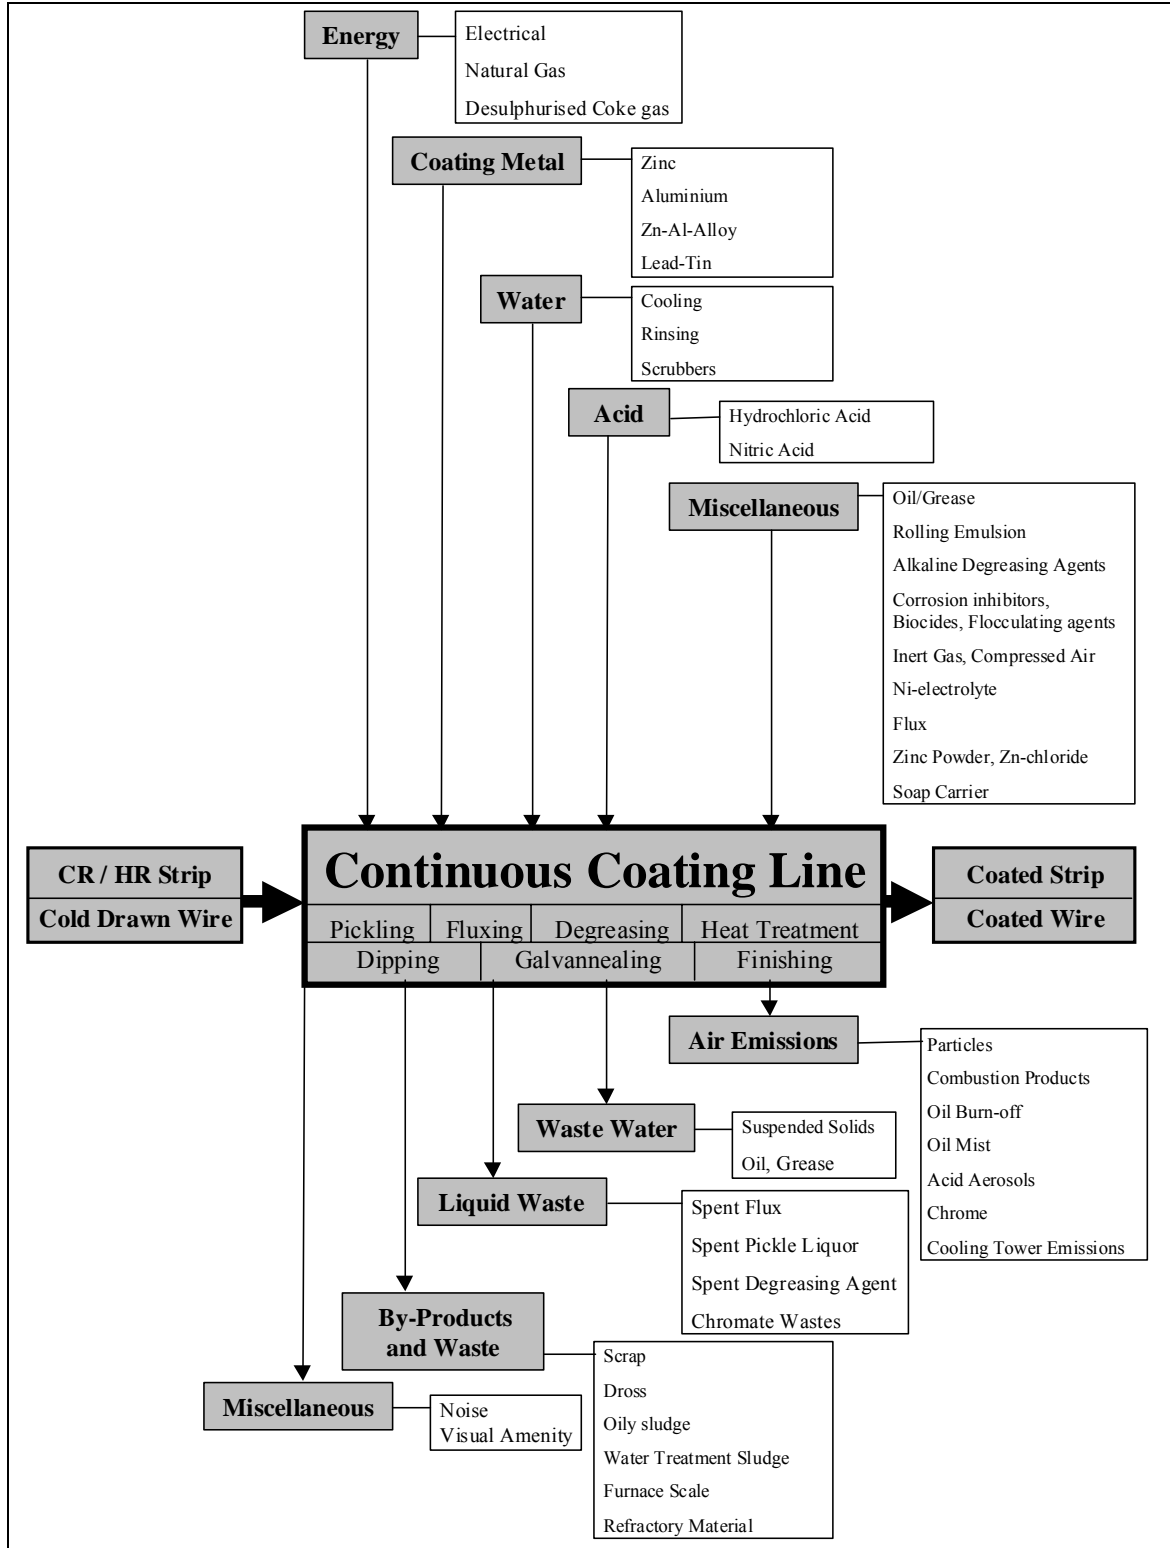 Energy
Electrical
Natural Gas
Desulphurised Coke gas
Coating Metal
Zinc
Aluminium
Zn-Al-Alloy
Lead-Tin
Water
Cooling
Rinsing
Scrubbers
Acid
Hydrochloric Acid
Nitric Acid
Miscellaneous
Oil/Grease
Rolling Emulsion
Alkaline Degreasing Agents
Corrosion inhibitors,
Biocides, Flocculating agents
Inert Gas, Compressed Air
Ni-electrolyte
Flux
Zinc Powder, Zn-chloride
Soap Carrier
CR / HR Strip
Cold Drawn Wire
Continuous Coating Line
Pickling Fluxing Degreasing Heat Treatment
Dipping Galvannealing Finishing
Coated Strip
Coated Wire
Air Emissions
Particles
Combustion Products
Oil Burn-off
Oil Mist
Acid Aerosols
Chrome
Cooling Tower Emissions
Waste Water
Suspended Solids
Oil, Grease
Liquid Waste
Spent Flux
Spent Pickle Liquor
Spent Degreasing Agent
Chromate Wastes
By-Products
and Waste
Scrap
Dross
Oily sludge
Water Treatment Sludge
Furnace Scale
Refractory Material
Miscellaneous
Noise
Visual Amenity